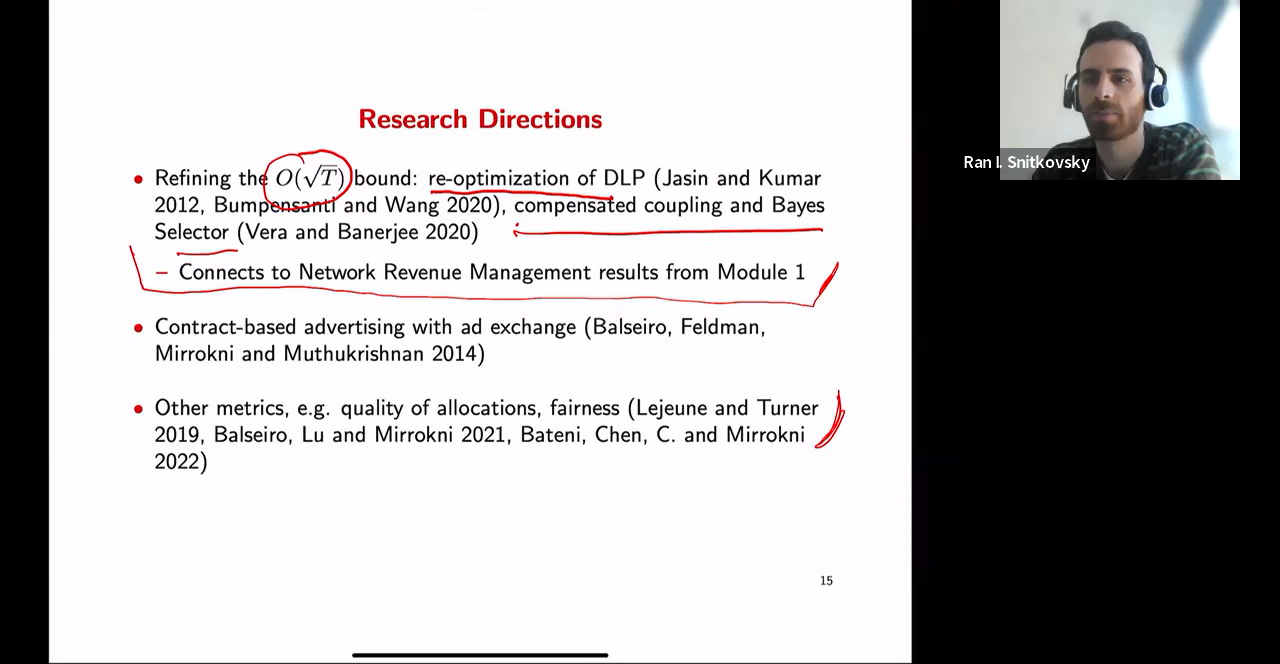 Research Directions
• Refining the O(√T) bound: re-optimization of DLP (Jasin and Kumar
2012, Bumpensanti and Wang 2020), compensated coupling and Bayes
Selector (Vera and Banerjee 2020)
– Connects to Network Revenue Management results from Module 1
• Contract-based advertising with ad exchange (Balseiro, Feldman,
Mirrokni and Muthukrishnan 2014)
• Other metrics, e.g. quality of allocations, fairness (Lejeune and Turner
2019, Balseiro, Lu and Mirrokni 2021, Bateni, Chen, C. and Mirrokni
2022)
15
Ran I. Snitkovsky